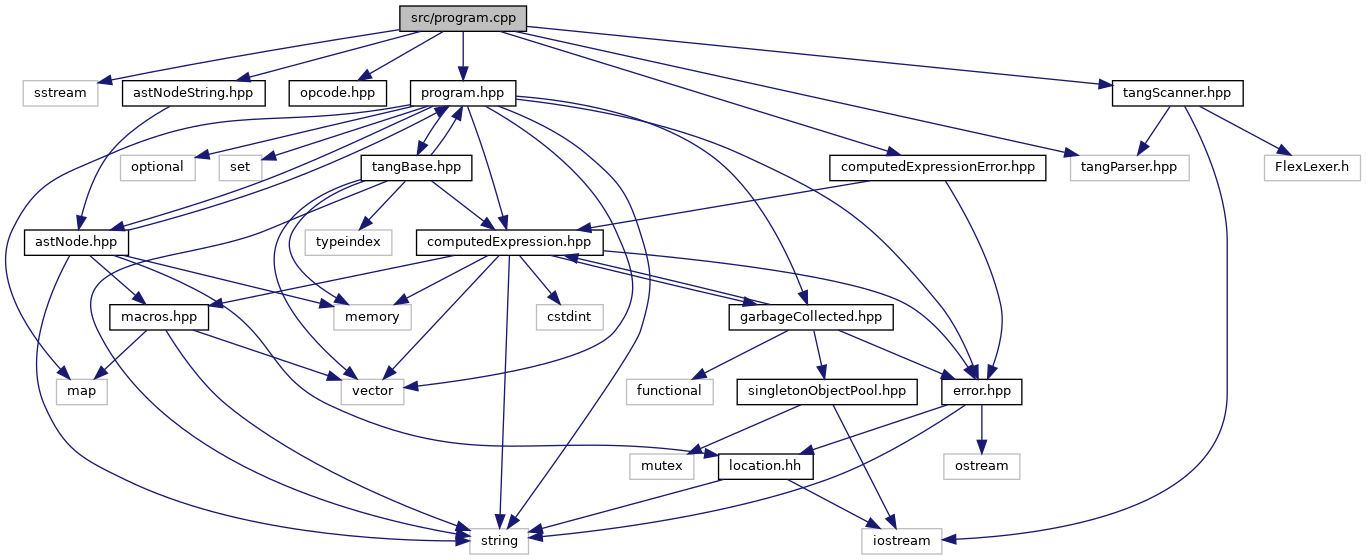 src/program.cpp
sstream
astNodeString.hpp
opcode.hpp
program.hpp
tangScanner.hpp
optional
set
tangBase.hpp
computedExpressionError.hpp
tangParser.hpp
FlexLexer.h
astNode.hpp
typeindex
computedExpression.hpp
macros.hpp
memory
cstdint
garbageCollected.hpp
map
vector
functional
singletonObjectPool.hpp
error.hpp
mutex
location.hh
ostream
string
iostream